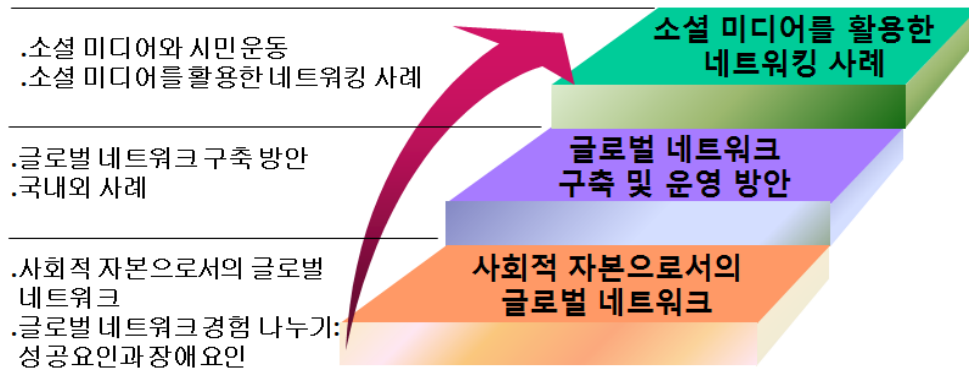 .소셜 미디어와 시민운동
.소셜 미디어를 활용한 네트워킹 사례
소셜 미디어를 활용한
네트워킹 사례
.글로벌 네트워크 구축 방안
.국내외 사례
글로벌 네트워크
구축 및 운영 방안
.사회적 자본으로서의 글로벌
네트워크
.글로벌 네트워크 경험 나누기:
성공요인과 장애요인
사회적 자본으로서의
글로벌 네트워크